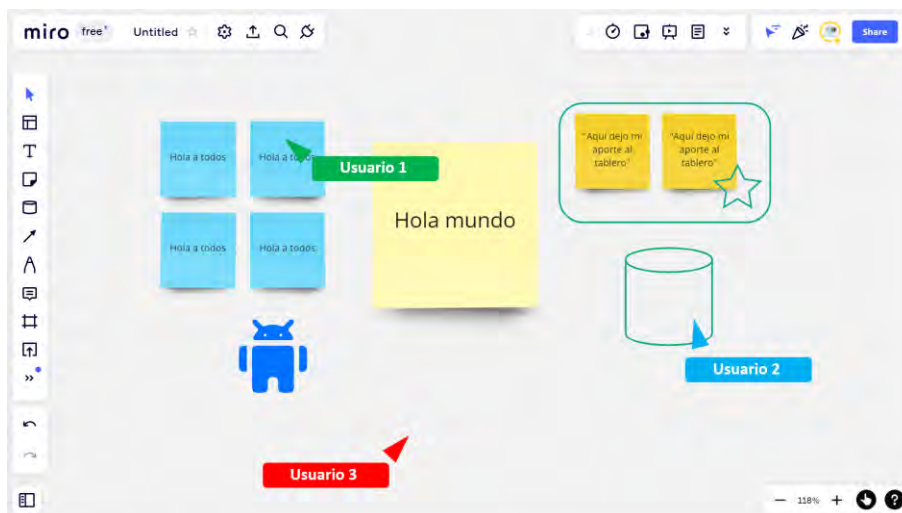 miro free Untitled Share
T
Hola a todos
Hola a todos
Hola a todos
Hola a todos
Usuario 1
Hola mundo
"Aquí dejo mi
aporte al
tablero"
"Aquí dejo mi
aporte al
tablero"
Usuario 2
Usuario 3
118%